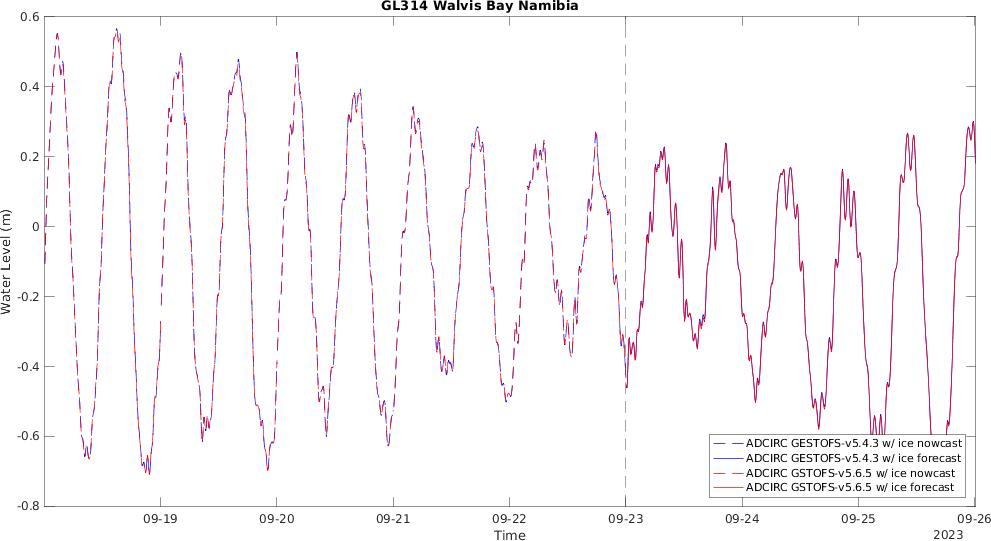 GL314 Walvis Bay Namibia
0.6
0.4
0.2
0
-0.2
-0.4
-0.6
-0.8
Water Level (m)
ADCIRC GESTOFS-v5.4.3 w/ ice nowcast
ADCIRC GESTOFS-v5.4.3 w/ ice forecast
ADCIRC GSTOFS-v5.6.5 w/ ice nowcast
ADCIRC GSTOFS-v5.6.5 w/ ice forecast
09-19 09-20 09-21 09-22 09-23 09-24 09-25 09-26
Time
2023